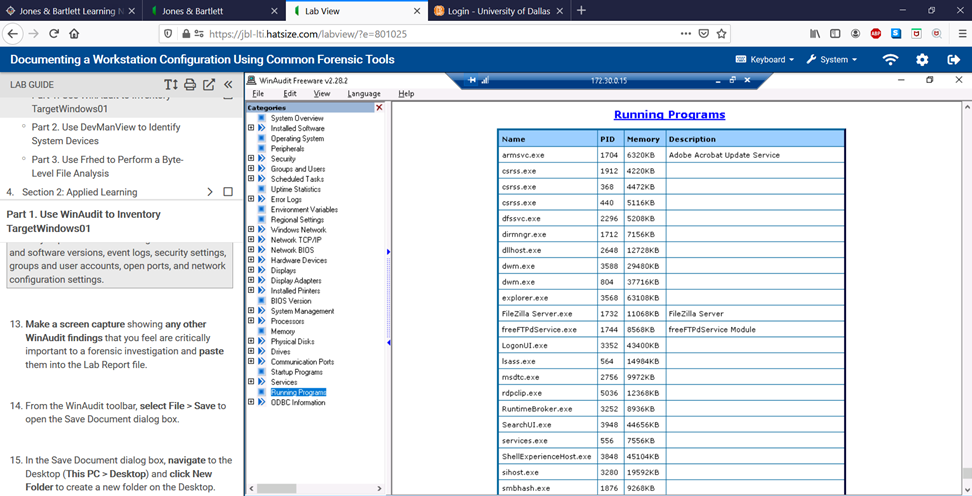 Jones & Bartlett Learning N
Jones & Bartlett
Lab View
Login - University of Dallas
https://jbl-lti.hatsize.com/labview/?e=801025
Documenting a Workstation Configuration Using Common Forensic Tools
Keyboard
System
LAB GUIDE
TargetWindows01
Part 2. Use DevManView to Identify
System Devices
Part 3. Use Frhed to Perform a Byte-
Level File Analysis
4. Section 2: Applied Learning
Part 1. Use WinAudit to Inventory
TargetWindows01
and software versions, event logs, security settings,
groups and user accounts, open ports, and network
configuration settings.
13. Make a screen capture showing any other
WinAudit findings that you feel are critically
important to a forensic investigation and paste
them into the Lab Report file.
14. From the WinAudit toolbar, select File > Save to
open the Save Document dialog box.
15. In the Save Document dialog box, navigate to the
Desktop (This PC > Desktop) and click New
Folder to create a new folder on the Desktop.
WinAudit Freeware v2.28.2
172.30.0.15
File Edit View Language Help
Categories
System Overview
Installed Software
Operating System
Peripherals
Security
Groups and Users
Scheduled Tasks
Uptime Statistics
Error Logs
Environment Variables
Regional Settings
Windows Network
Network TCP/IP
Network BIOS
Hardware Devices
Displays
Display Adapters
Installed Printers
BIOS Version
System Management
Processors
Memory
Physical Disks
Drives
Communication Ports
Startup Programs
Services
Running Programs
ODBC Information
Running Programs
Name PID Memory Description
armsvc.exe 1704 6320KB Adobe Acrobat Update Service
csrss.exe 1912 4220KB
csrss.exe 368 4472KB
csrss.exe 440 5116KB
dfssvc.exe 2296 5208KB
dirmngr.exe 1712 7156KB
dllhost.exe 2648 12728KB
dwm.exe 3588 29480KB
dwm.exe 804 37716KB
explorer.exe 3568 63108KB
FileZilla Server.exe 1732 11068KB FileZilla Server
freeFTPdService.exe 1744 8568KB freeFTPdService Module
LogonUI.exe 3352 43400KB
lsass.exe 564 14984KB
msdtc.exe 2756 9972KB
rdpclip.exe 5036 12368KB
RuntimeBroker.exe 3252 8936KB
SearchUI.exe 3948 44656KB
services.exe 556 7556KB
ShellExperienceHost.exe 3848 45104KB
sihost.exe 3280 19592KB
smbhash.exe 1876 9268KB